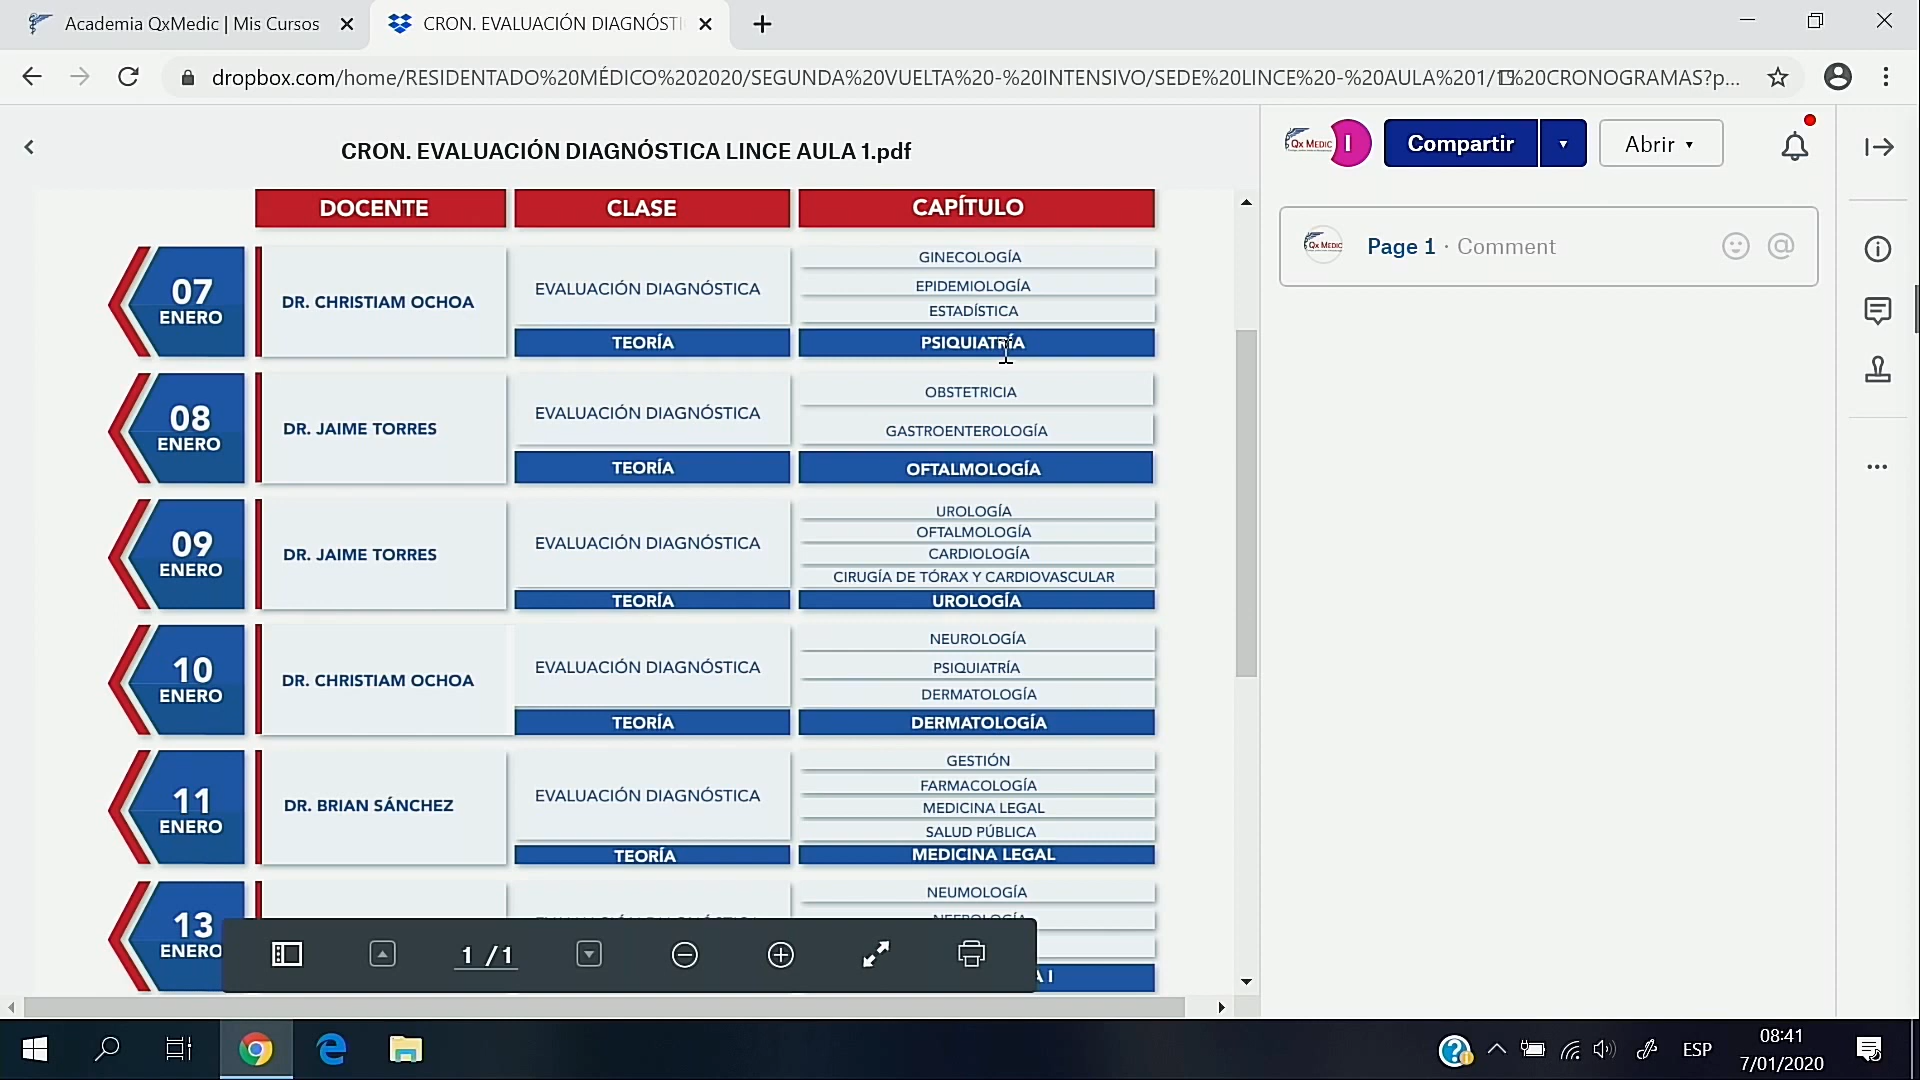 Academia QxMedic | Mis Cursos
CRON. EVALUACIÓN DIAGNÓSTI
dropbox.com/home/RESIDENTADO%20MÉDICO%202020/SEGUNDA%20VUELTA%20-%20INTENSIVO/SEDE%20LINCE%20-%20AULA%201/1%20CRONOGRAMAS?p...
CRON. EVALUACIÓN DIAGNÓSTICA LINCE AULA 1.pdf
Qx MEDIC
I
Compartir
Abrir
Qx MEDIC
Page 1 · Comment
DOCENTE
CLASE
CAPÍTULO
07
ENERO
DR. CHRISTIAM OCHOA
EVALUACIÓN DIAGNÓSTICA
GINECOLOGÍA
EPIDEMIOLOGÍA
ESTADÍSTICA
TEORÍA
PSIQUIATRÍA
08
ENERO
DR. JAIME TORRES
EVALUACIÓN DIAGNÓSTICA
OBSTETRICIA
GASTROENTEROLOGÍA
TEORÍA
OFTALMOLOGÍA
09
ENERO
DR. JAIME TORRES
EVALUACIÓN DIAGNÓSTICA
UROLOGÍA
OFTALMOLOGÍA
CARDIOLOGÍA
CIRUGÍA DE TÓRAX Y CARDIOVASCULAR
TEORÍA
UROLOGÍA
10
ENERO
DR. CHRISTIAM OCHOA
EVALUACIÓN DIAGNÓSTICA
NEUROLOGÍA
PSIQUIATRÍA
DERMATOLOGÍA
TEORÍA
DERMATOLOGÍA
11
ENERO
DR. BRIAN SÁNCHEZ
EVALUACIÓN DIAGNÓSTICA
GESTIÓN
FARMACOLOGÍA
MEDICINA LEGAL
SALUD PÚBLICA
TEORÍA
MEDICINA LEGAL
13
ENERO
NEUMOLOGÍA
NEFROLOGÍA
A I
1 / 1
ESP
08:41
7/01/2020